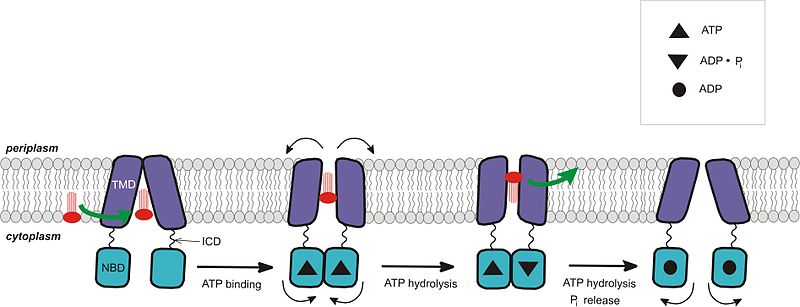 ATP
ADP • Pi
ADP
periplasm
TMD
cytoplasm
ICD
NBD
ATP binding
ATP hydrolysis
ATP hydrolysis
Pi release